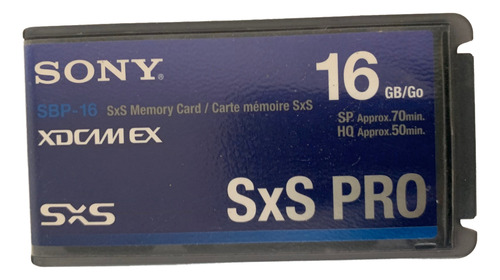 SONY®
16 GB/Go
SBP-16 SxS Memory Card / Carte mémoire SxS
SP Approx.70min.
HQ Approx.50min.
XDCAM EX
SxS
SxS PRO